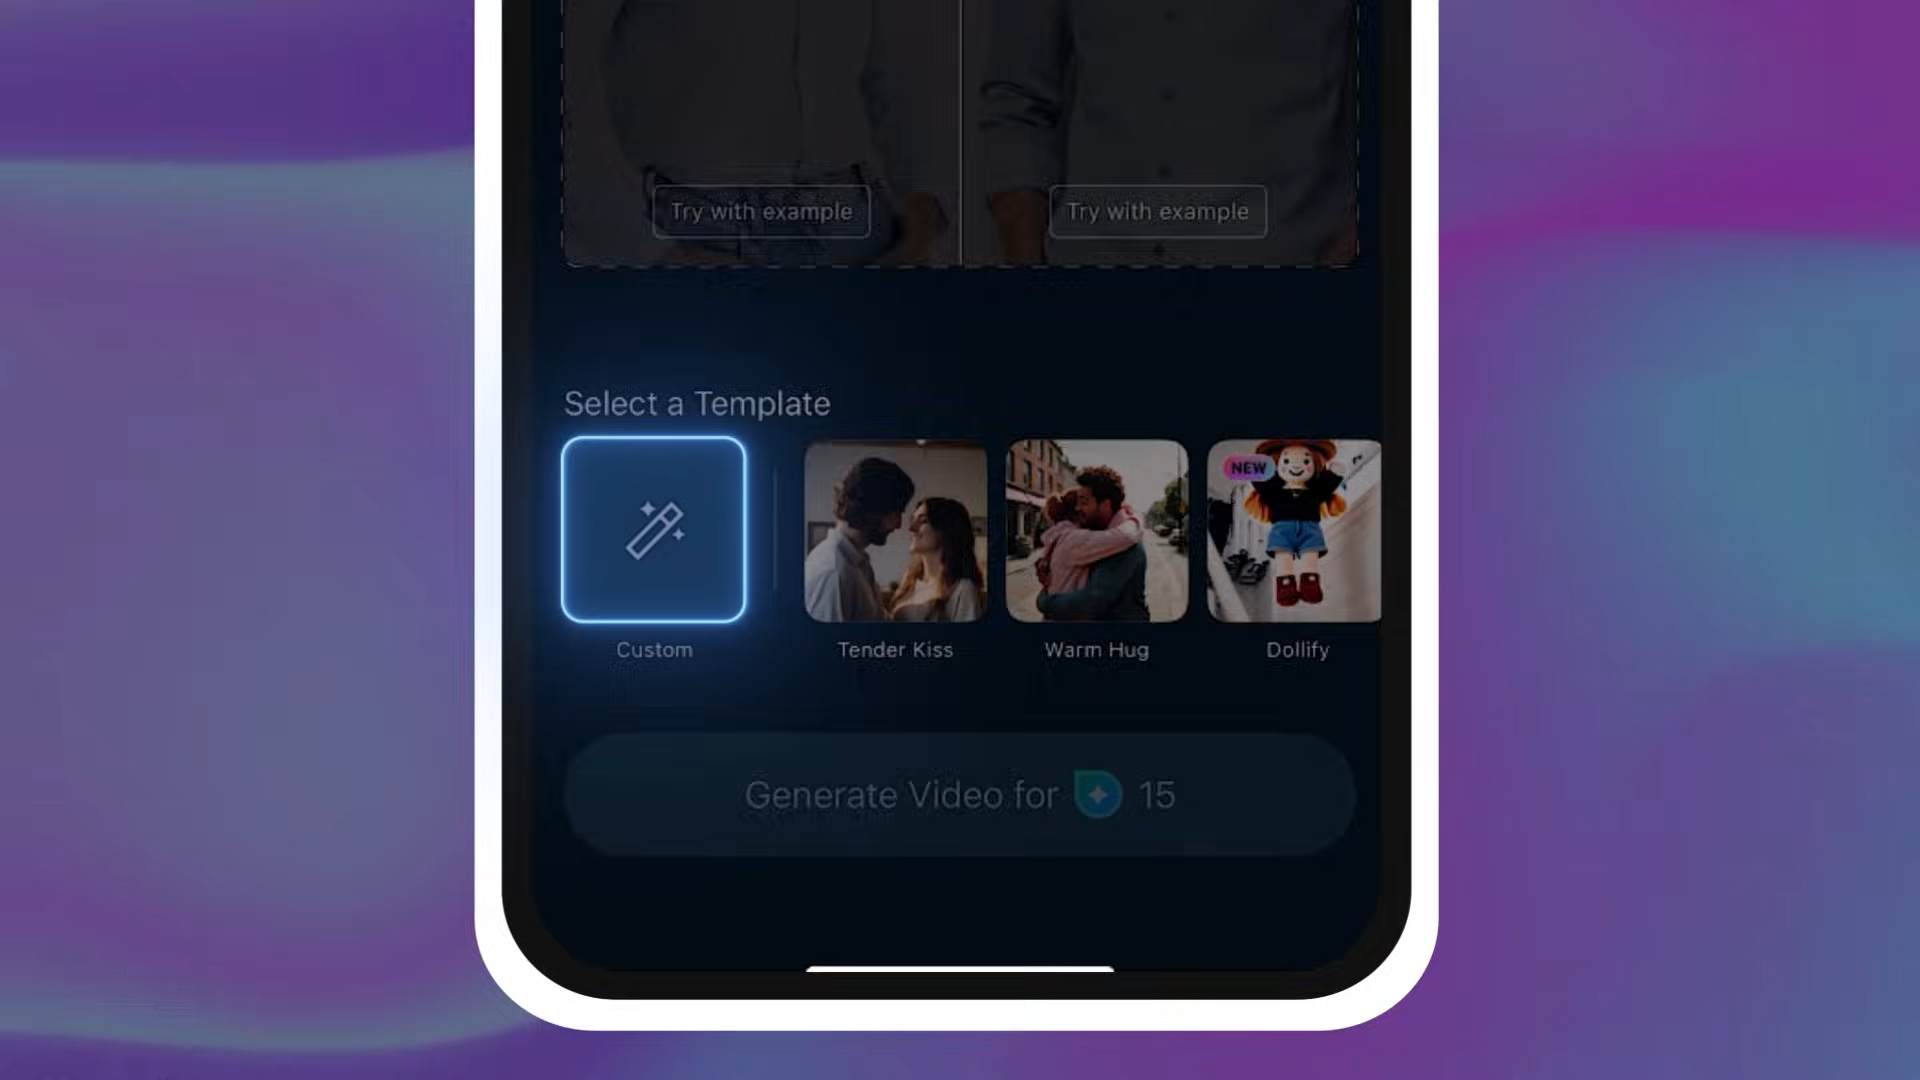 Try with example
Try with example
Select a Template
NEW
Custom
Tender Kiss
Warm Hug
Dollify
Generate Video for 15